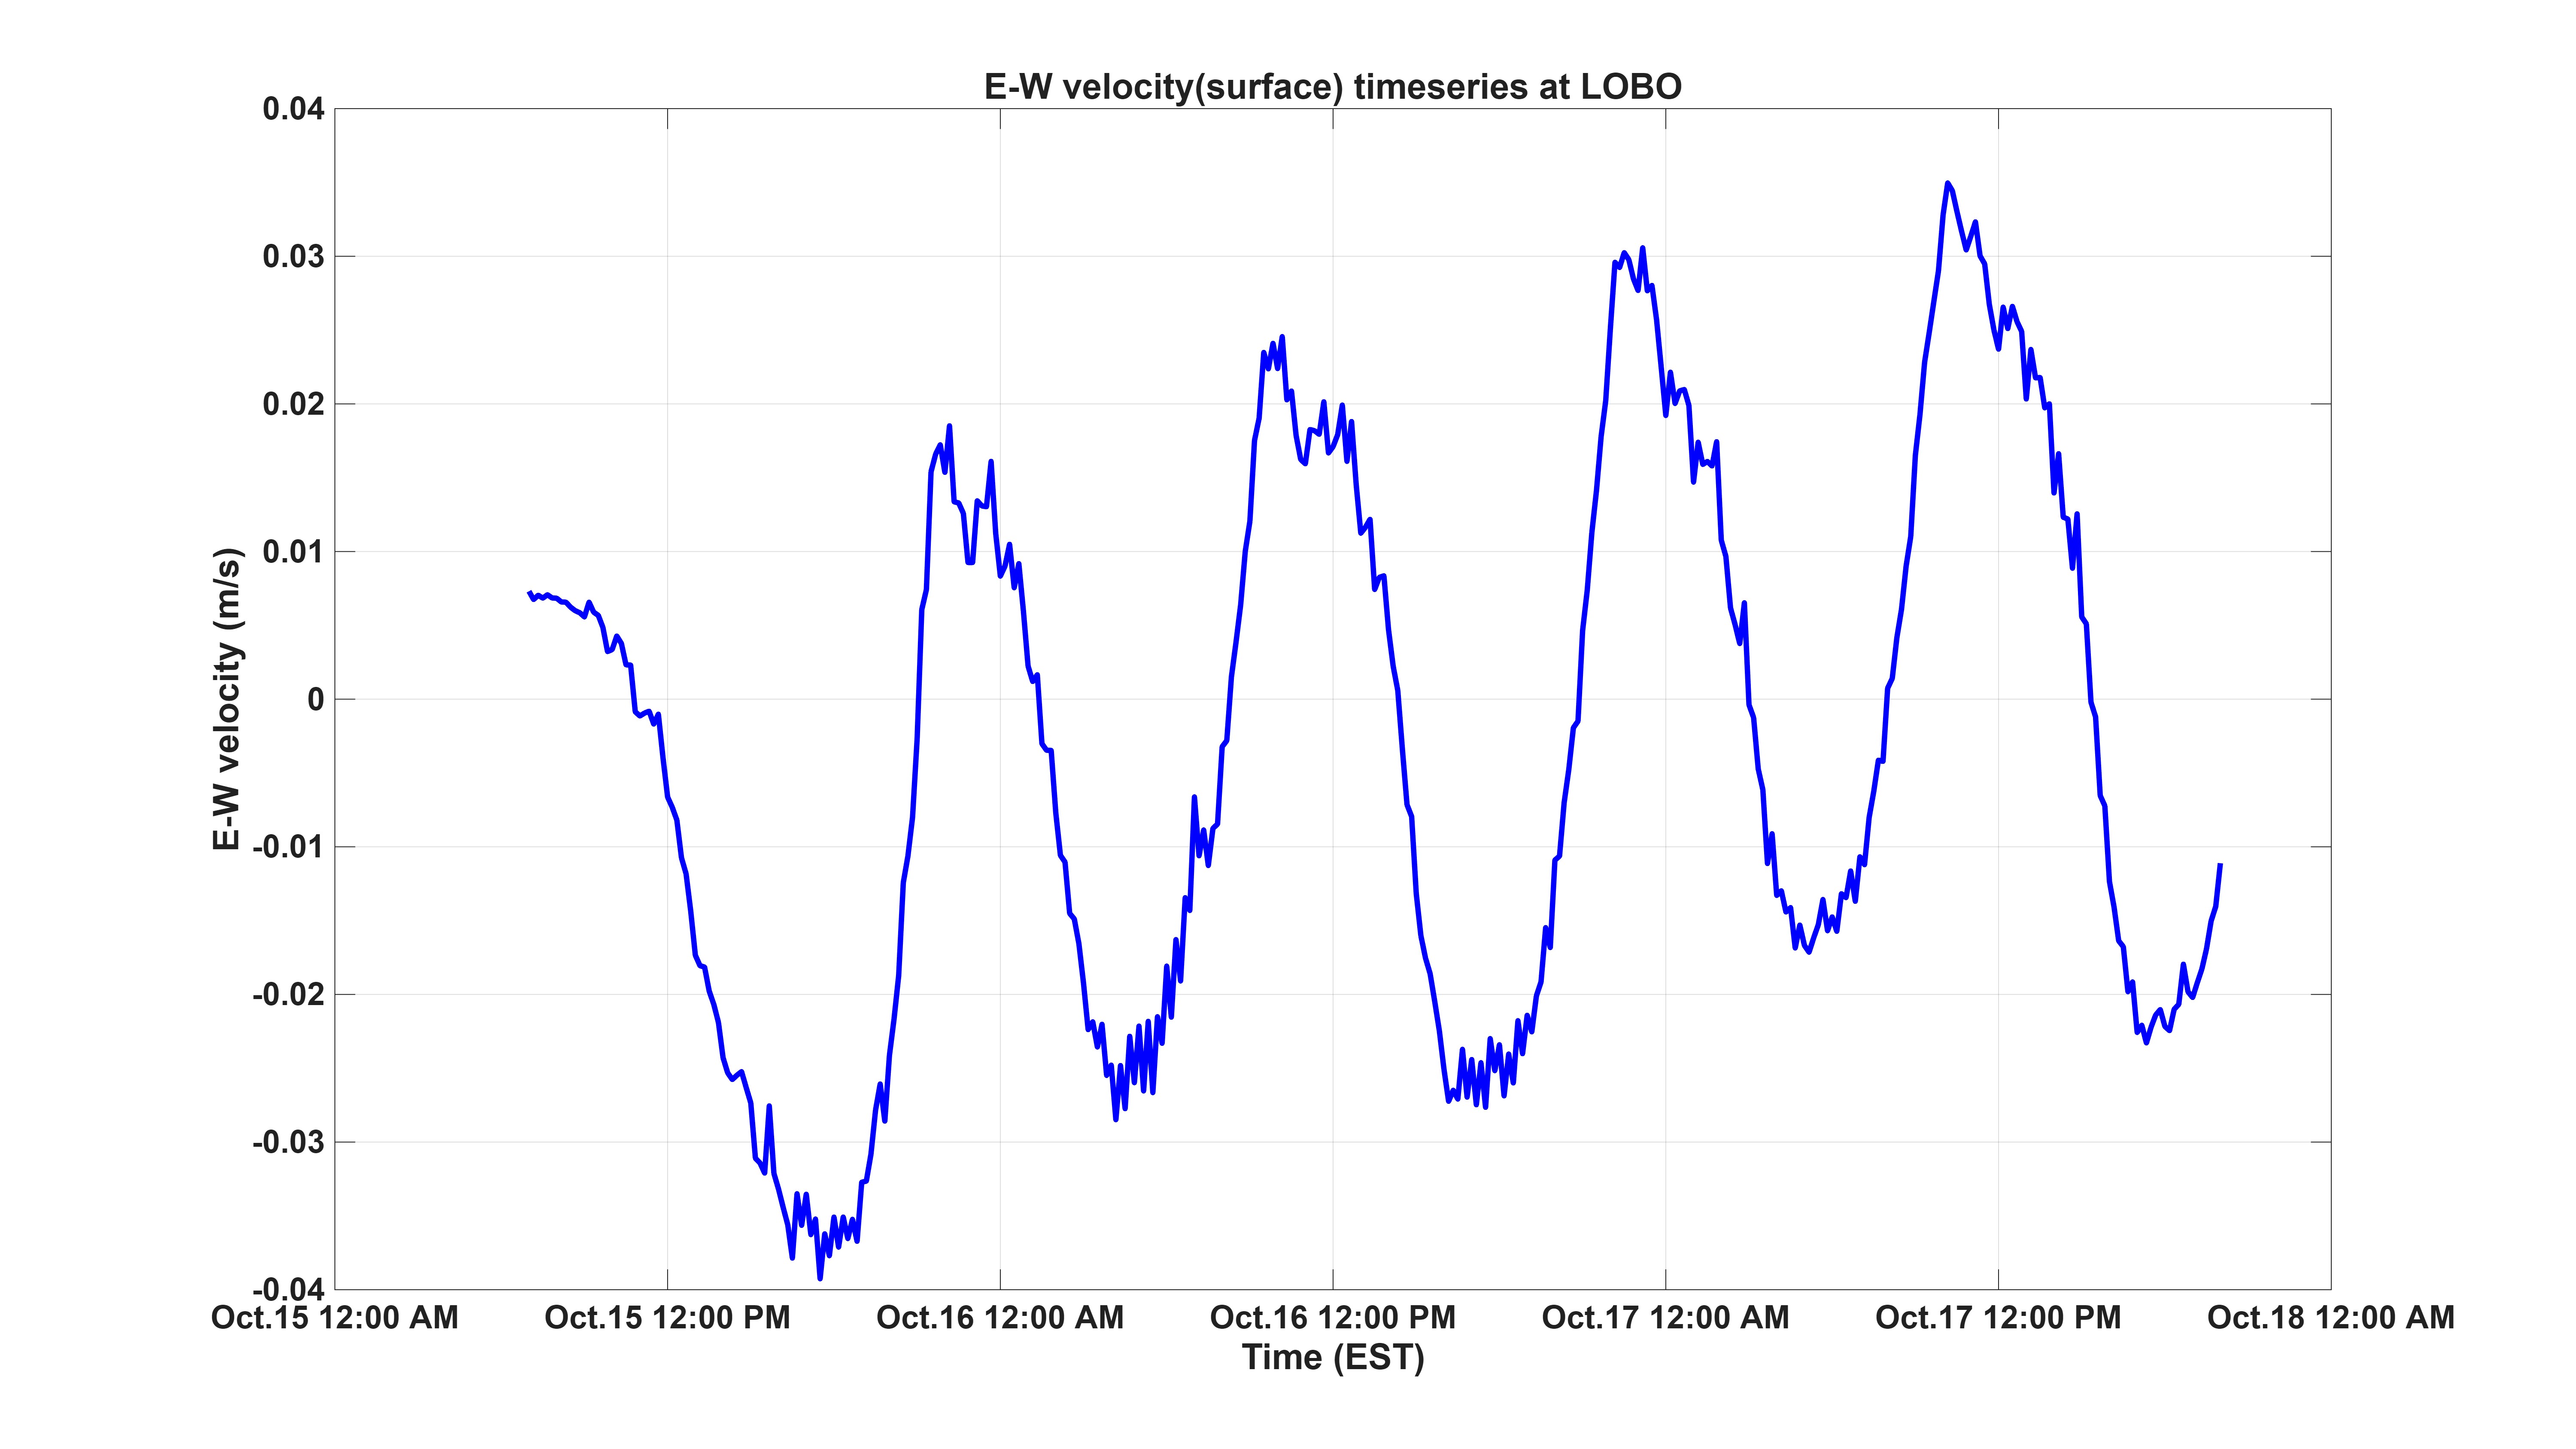 E-W velocity(surface) timeseries at LOBO
0.04
0.03
0.02
0.01
0
-0.01
-0.02
-0.03
-0.04
E-W velocity (m/s)
Oct.15 12:00 AM Oct.15 12:00 PM Oct.16 12:00 AM Oct.16 12:00 PM Oct.17 12:00 AM Oct.17 12:00 PM Oct.18 12:00 AM
Time (EST)